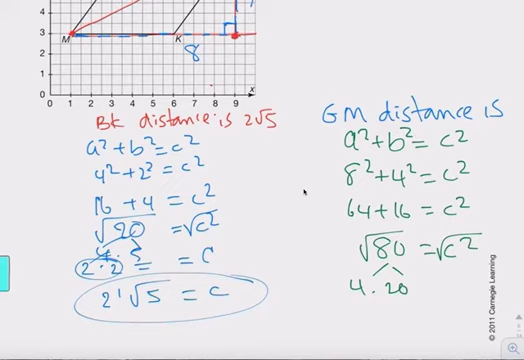 4
3
2
1
0
M
K
8
1 2 3 4 5 6 7 8 9
x
BK distance is 2√5
a²+b²=c²
4²+2²=c²
16+4=c²
√20=√c²
4·5
2·2 =c
2¹√5=c
GM distance is
a²+b²=c²
8²+4²=c²
64+16=c²
√80=√c²
4·20
© 2011 Carnegie Learning